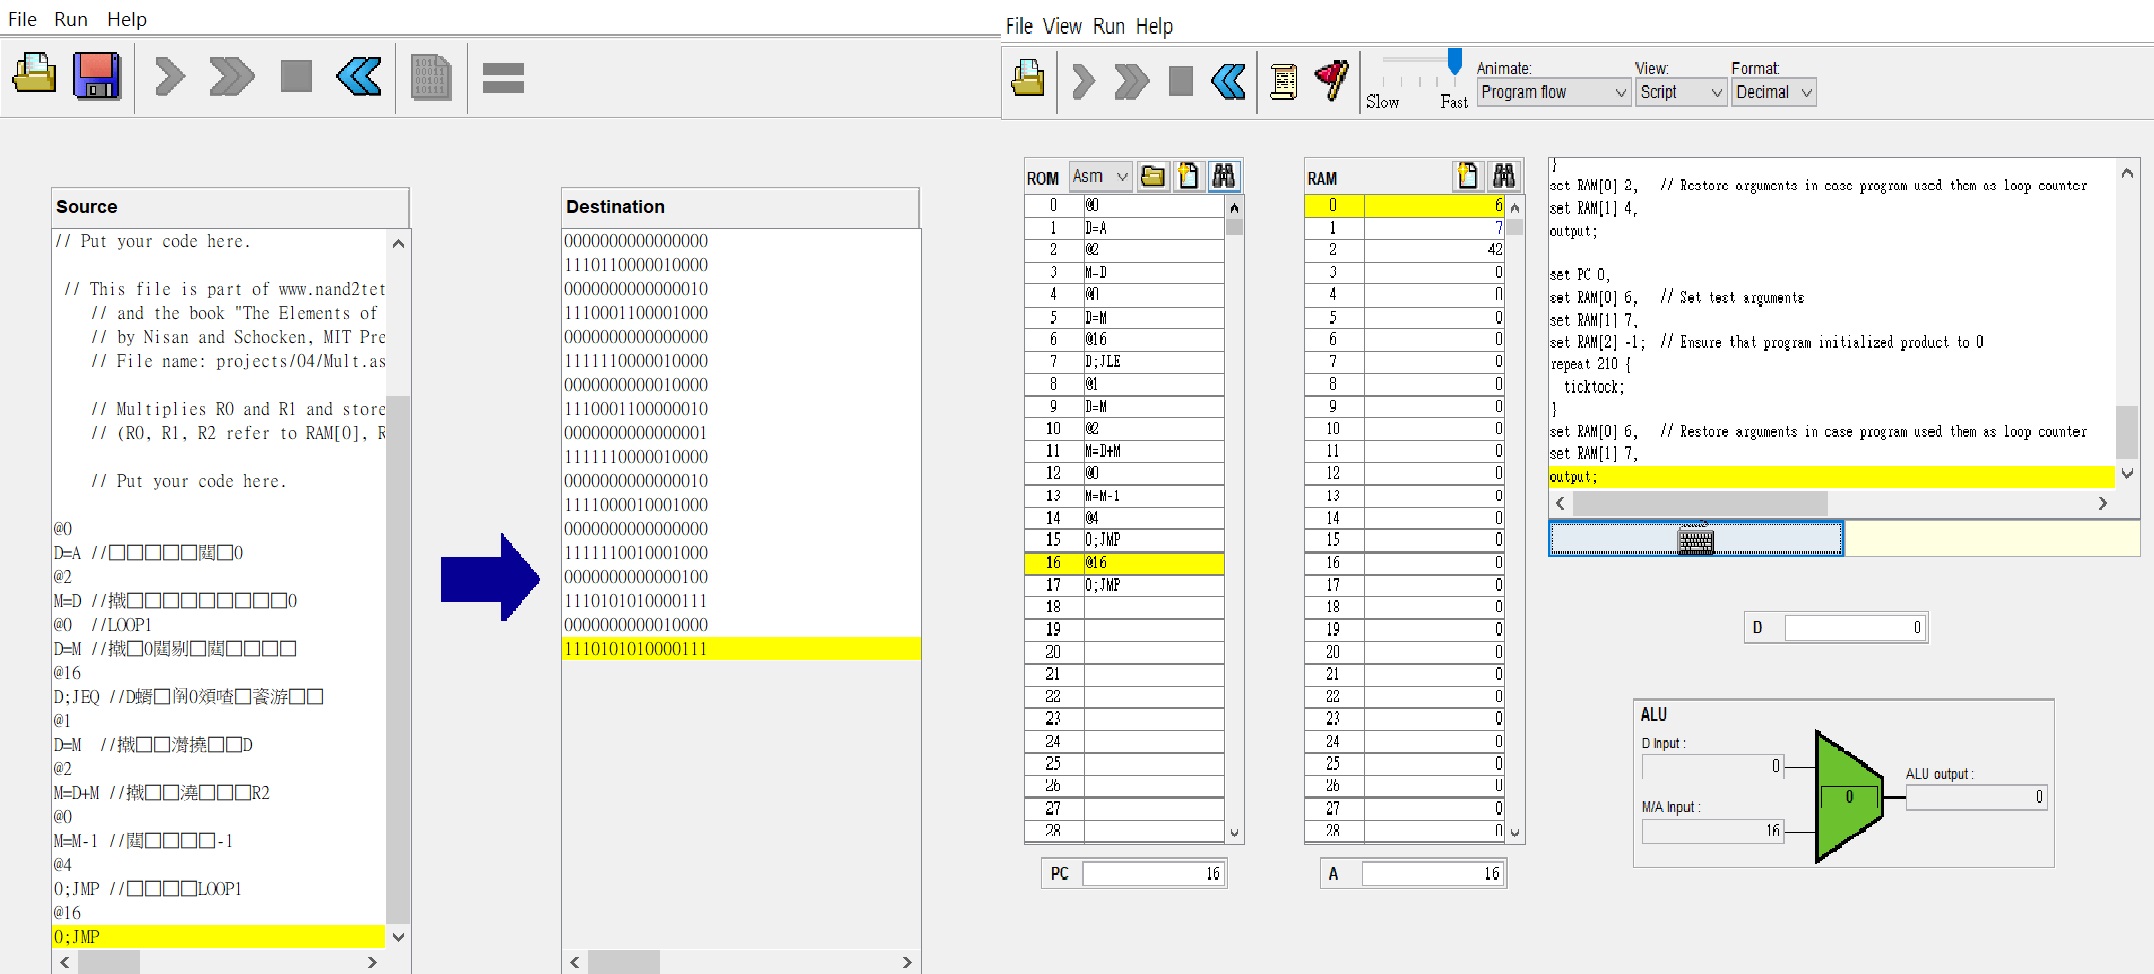 File Run Help
Source
// Put your code here.
// This file is part of www.nand2tet
// and the book "The Elements of
// by Nisan and Schocken, MIT Pre
// File name: projects/04/Mult.as
// Multiplies R0 and R1 and store
// (R0, R1, R2 refer to RAM[0], R
// Put your code here.
@0
D=A //
@2
M=D //
@0 //LOOP1
D=M //
@16
D;JEQ //
@1
D=M //
@2
M=D+M //
@0
M=M-1 //
@4
0;JMP //
@16
0;JMP
Destination
0000000000000000
1110110000010000
0000000000000010
1110001100001000
0000000000000000
1111110000010000
0000000000010000
1110001100000010
0000000000000001
1111110000010000
0000000000000010
1111000010001000
0000000000000000
1111110010001000
0000000000000100
1110101010000111
0000000000010000
1110101010000111
File View Run Help
Slow Fast
Animate:
Program flow
View:
Script
Format:
Decimal
ROM Asm
0 @0
1 D=A
2 @2
3 M=D
4 @0
5 D=M
6 @16
7 D;JLE
8 @1
9 D=M
10 @2
11 M=D+M
12 @0
13 M=M-1
14 @4
15 0;JMP
16 @16
17 0;JMP
18
19
20
21
22
23
24
25
26
27
28
PC 16
RAM
0 6
1 7
2 42
3 0
4 0
5 0
6 0
7 0
8 0
9 0
10 0
11 0
12 0
13 0
14 0
15 0
16 0
17 0
18 0
19 0
20 0
21 0
22 0
23 0
24 0
25 0
26 0
27 0
28 0
A 16
}
set RAM[0] 2, // Restore arguments in case program used them as loop counter
set RAM[1] 4,
output;
set PC 0,
set RAM[0] 6, // Set test arguments
set RAM[1] 7,
set RAM[2] -1; // Ensure that program initialized product to 0
repeat 210 {
ticktock;
}
set RAM[0] 6, // Restore arguments in case program used them as loop counter
set RAM[1] 7,
output;
D 0
ALU
D Input :
0
M/A Input :
16
0
ALU output :
0